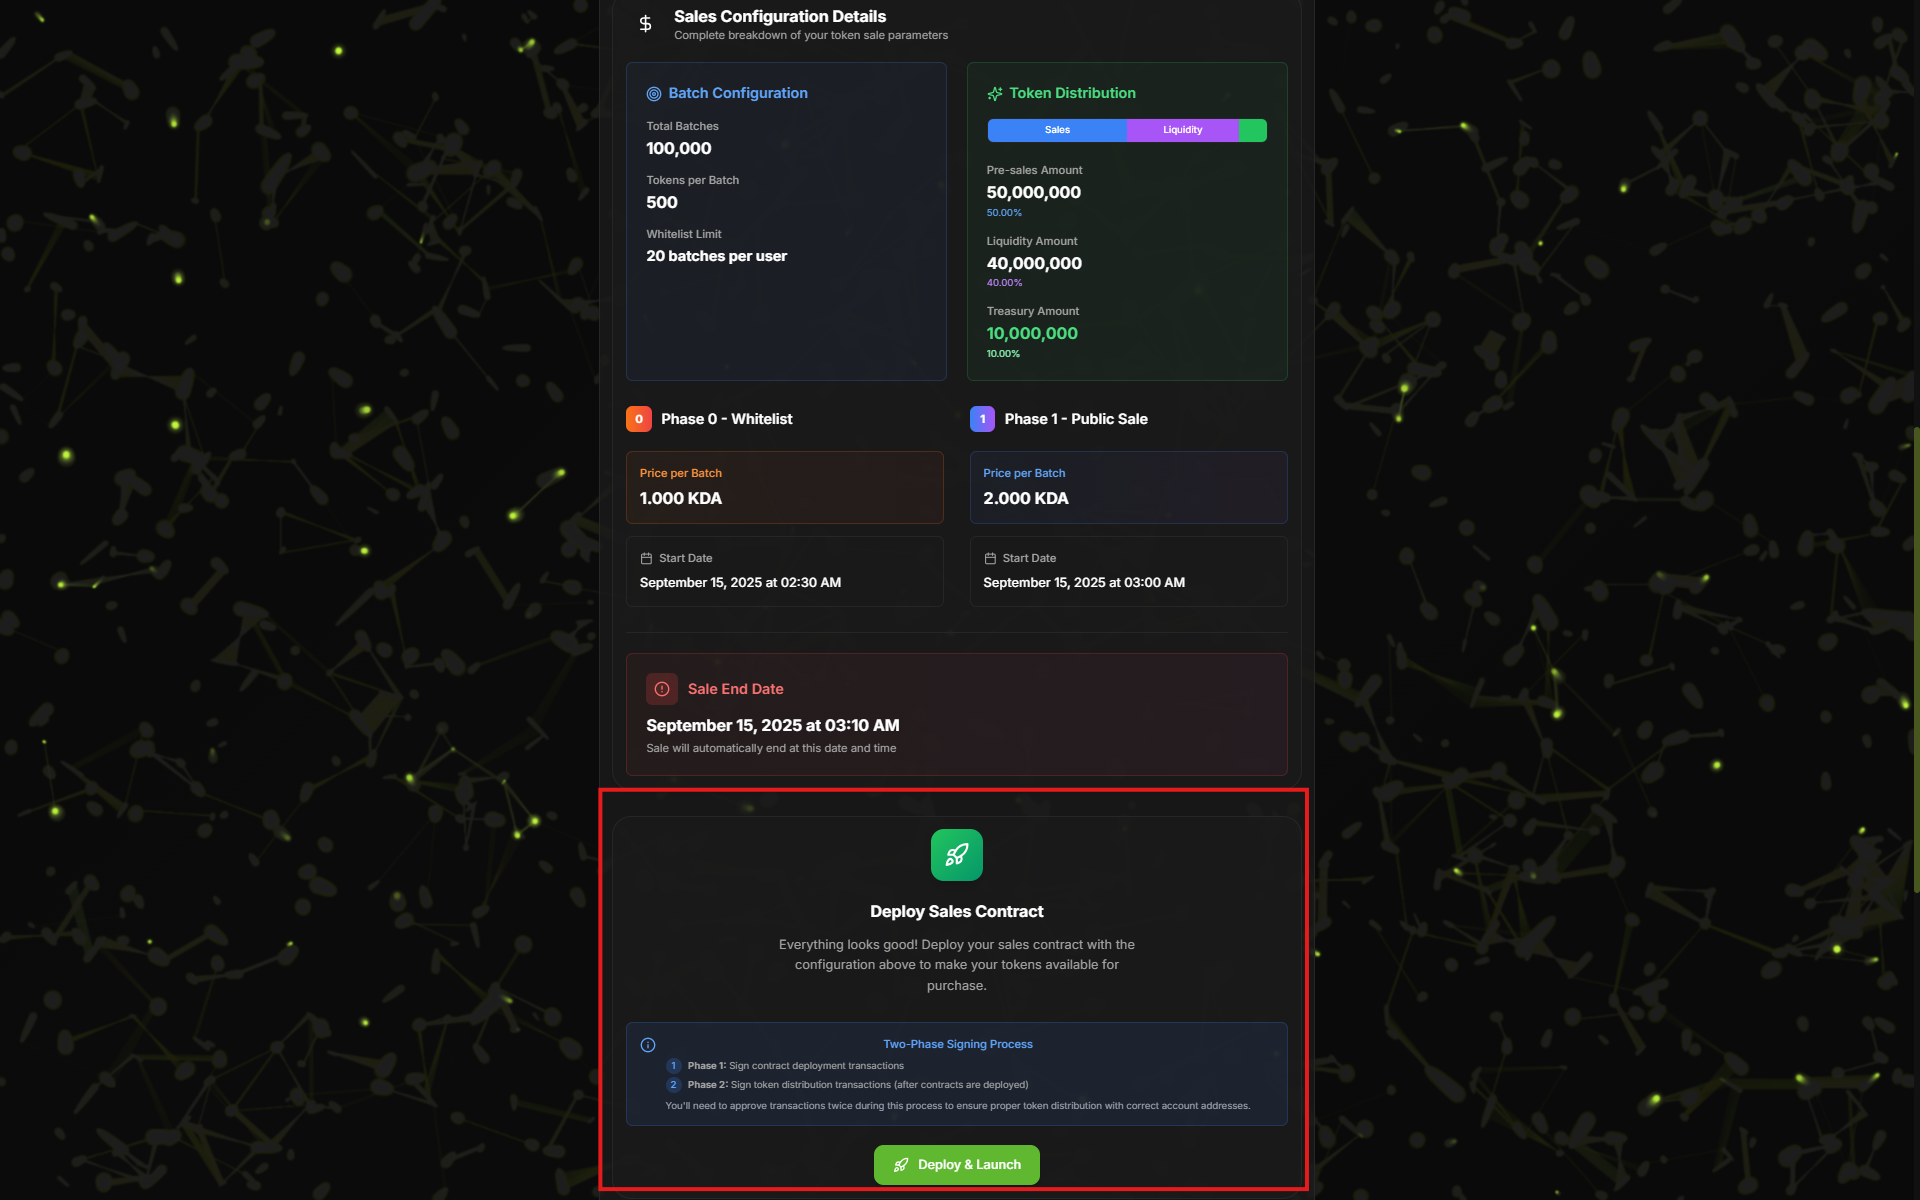 Sales Configuration Details
Complete breakdown of your token sale parameters
Batch Configuration
Total Batches
100,000
Tokens per Batch
500
Whitelist Limit
20 batches per user
Token Distribution
Sales
Liquidity
Pre-sales Amount
50,000,000
50.00%
Liquidity Amount
40,000,000
40.00%
Treasury Amount
10,000,000
10.00%
0 Phase 0 - Whitelist
Price per Batch
1.000 KDA
Start Date
September 15, 2025 at 02:30 AM
1 Phase 1 - Public Sale
Price per Batch
2.000 KDA
Start Date
September 15, 2025 at 03:00 AM
Sale End Date
September 15, 2025 at 03:10 AM
Sale will automatically end at this date and time
Deploy Sales Contract
Everything looks good! Deploy your sales contract with the
configuration above to make your tokens available for
purchase.
Two-Phase Signing Process
1 Phase 1: Sign contract deployment transactions
2 Phase 2: Sign token distribution transactions (after contracts are deployed)
You'll need to approve transactions twice during this process to ensure proper token distribution with correct account addresses.
Deploy & Launch